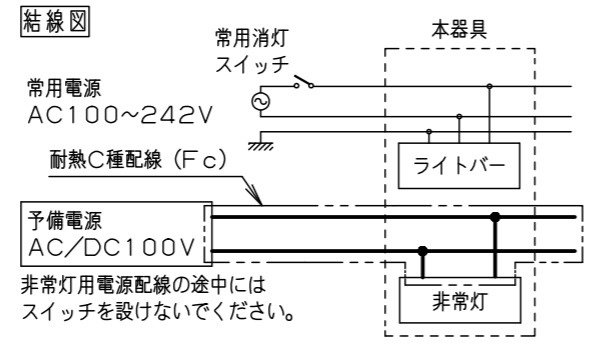 結線図
常用消灯
スイッチ
本器具
常用電源
AC100~242V
耐熱C種配線(Fc)
ライトバー
予備電源
AC/DC100V
非常灯用電源配線の途中には
スイッチを設けないでください。
非常灯